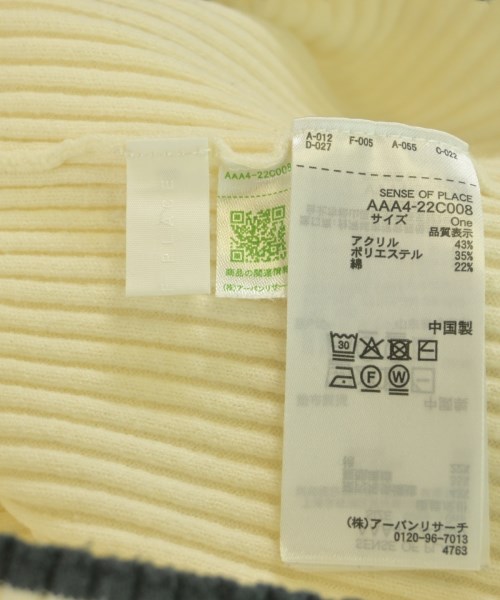 A-012 F-005 A-055 C-022
D-027
SENSE OF PLACE
AAA4-22C008
サイズ One
品質表示
アクリル 43%
ポリエステル 35%
綿 22%
中国製
30
F W
(株)アーバンリサーチ
0120-96-7013
4763
AAA4-22C008
商品の関連情報
(株)アーバンリサーチ